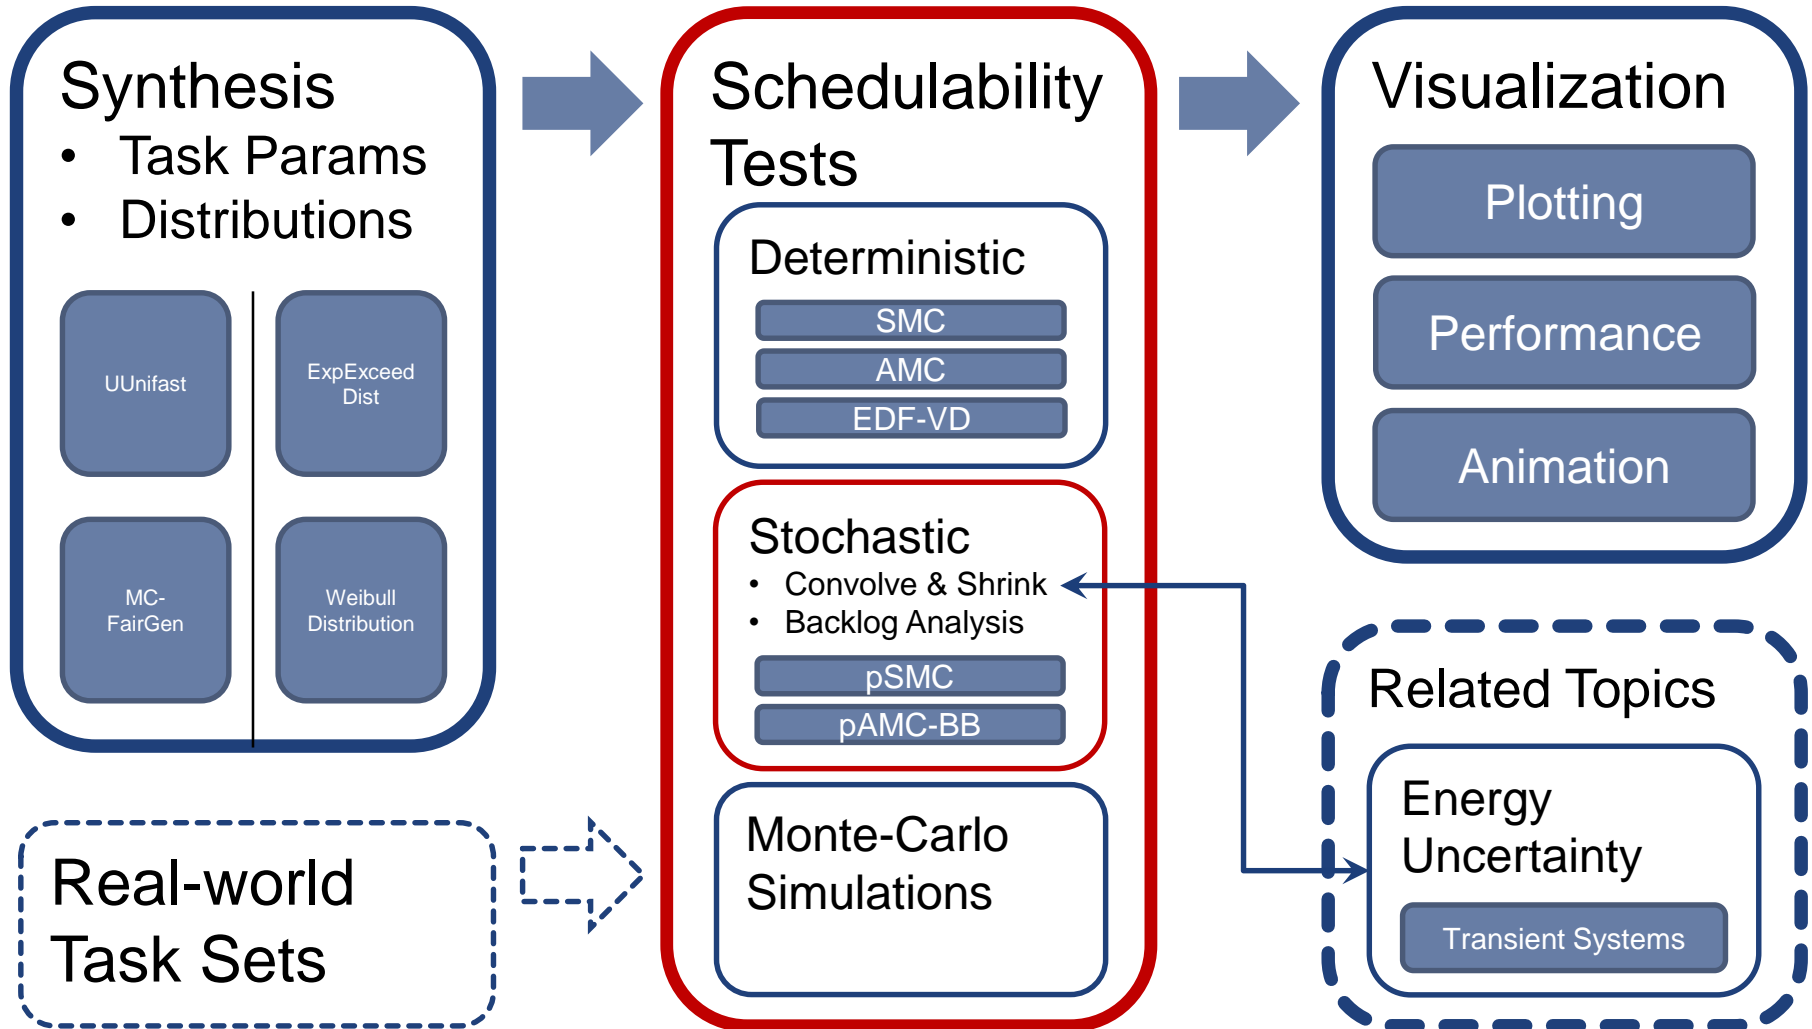 Synthesis
• Task Params
• Distributions
UUnifast
ExpExceed
Dist
MC-
FairGen
Weibull
Distribution
Real-world
Task Sets
Schedulability
Tests
Deterministic
SMC
AMC
EDF-VD
Stochastic
• Convolve & Shrink
• Backlog Analysis
pSMC
pAMC-BB
Monte-Carlo
Simulations
Visualization
Plotting
Performance
Animation
Related Topics
Energy
Uncertainty
Transient Systems